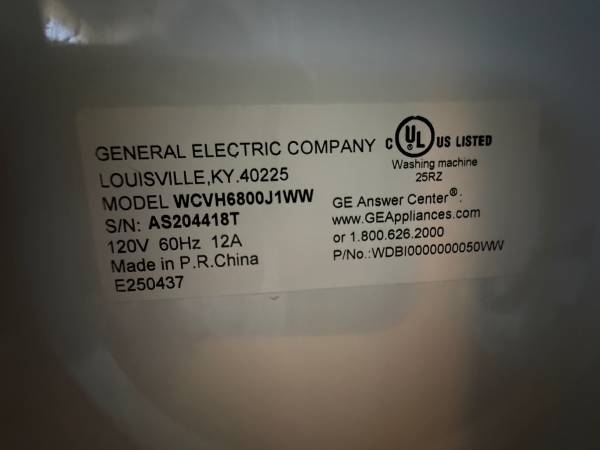 GENERAL ELECTRIC COMPANY
LOUISVILLE,KY.40225
MODEL WCVH6800J1WW
S/N: AS204418T
120V 60Hz 12A
Made in P.R.China
E250437
C UL US LISTED
Washing machine
25RZ
GE Answer Center®:
www.GEAppliances.com
or 1.800.626.2000
P/No.:WDBI0000000050WW